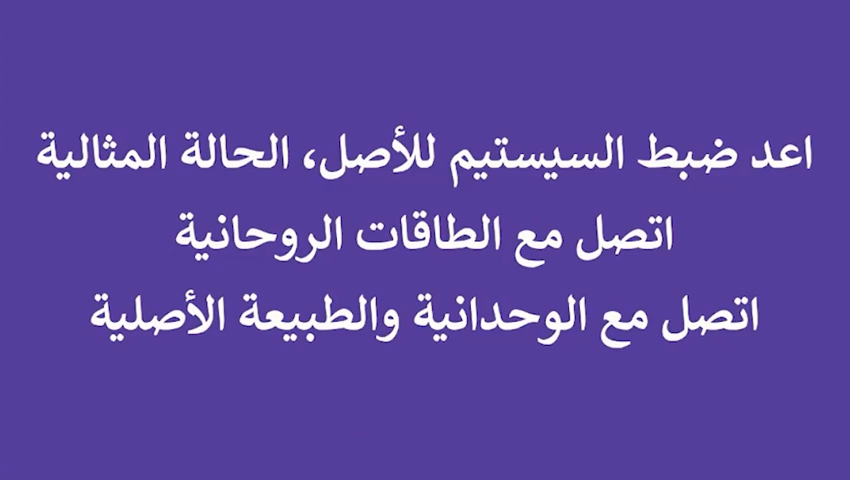 اعد ضبط السيستيم للأصل، الحالة المثالية
اتصل مع الطاقات الروحانية
اتصل مع الوحدانية والطبيعة الأصلية